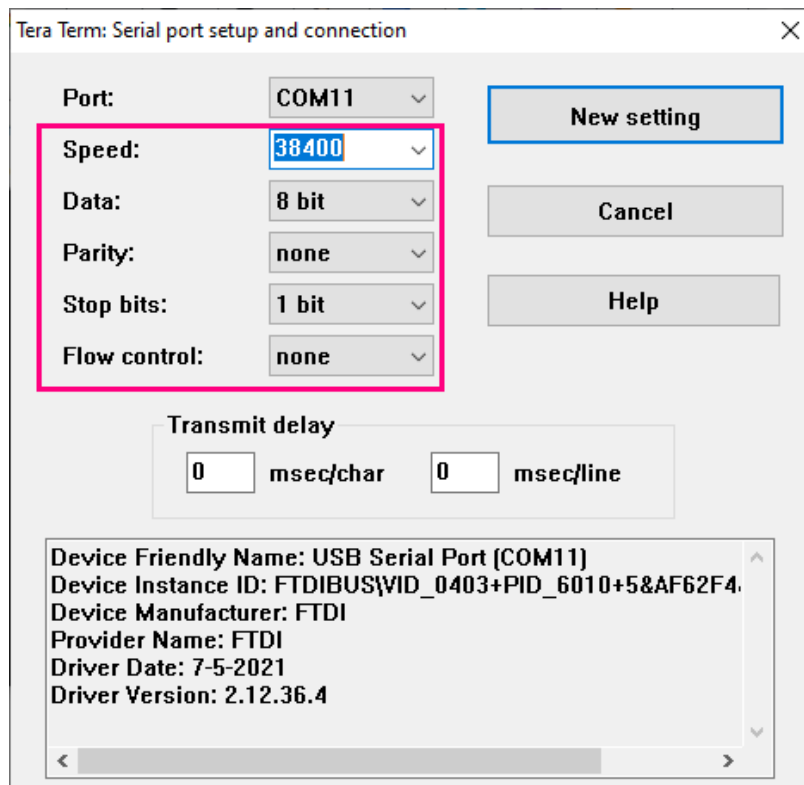 Tera Term: Serial port setup and connection
Port: COM11
New setting
Speed: 38400
Data: 8 bit
Cancel
Parity: none
Stop bits: 1 bit
Help
Flow control: none
Transmit delay
0 msec/char 0 msec/line
Device Friendly Name: USB Serial Port (COM11)
Device Instance ID: FTDIBUS\VID_0403+PID_6010+5&AF62F4
Device Manufacturer: FTDI
Provider Name: FTDI
Driver Date: 7-5-2021
Driver Version: 2.12.36.4